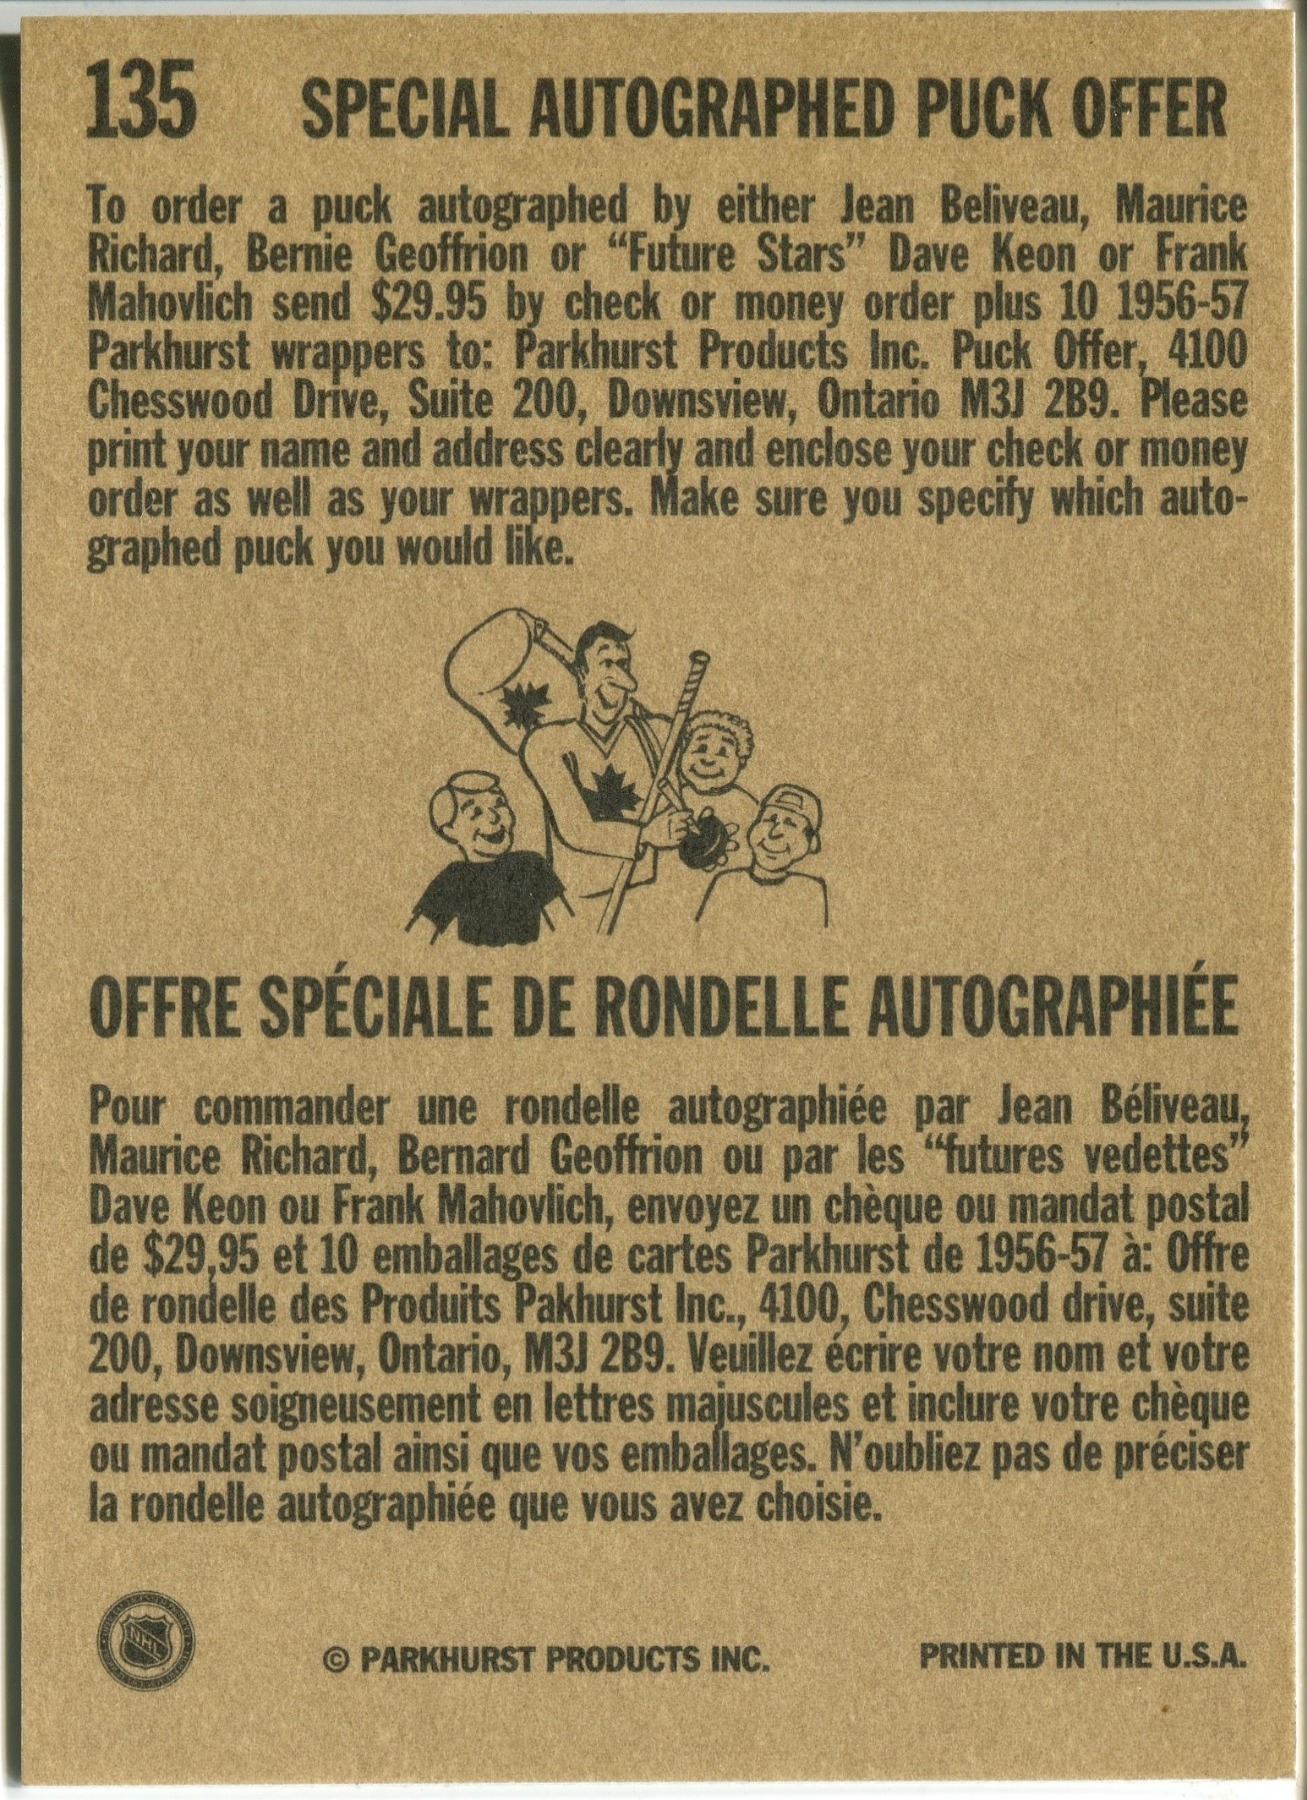 135 SPECIAL AUTOGRAPHED PUCK OFFER
To order a puck autographed by either Jean Beliveau, Maurice
Richard, Bernie Geoffrion or “Future Stars” Dave Keon or Frank
Mahovlich send $29.95 by check or money order plus 10 1956-57
Parkhurst wrappers to: Parkhurst Products Inc. Puck Offer, 4100
Chesswood Drive, Suite 200, Downsview, Ontario M3J 2B9. Please
print your name and address clearly and enclose your check or money
order as well as your wrappers. Make sure you specify which auto-
graphed puck you would like.
OFFRE SPÉCIALE DE RONDELLE AUTOGRAPHIÉE
Pour commander une rondelle autographiée par Jean Béliveau,
Maurice Richard, Bernard Geoffrion ou par les “futures vedettes”
Dave Keon ou Frank Mahovlich, envoyez un chèque ou mandat postal
de $29,95 et 10 emballages de cartes Parkhurst de 1956-57 à: Offre
de rondelle des Produits Pakhurst Inc., 4100, Chesswood drive, suite
200, Downsview, Ontario, M3J 2B9. Veuillez écrire votre nom et votre
adresse soigneusement en lettres majuscules et inclure votre chèque
ou mandat postal ainsi que vos emballages. N’oubliez pas de préciser
la rondelle autographiée que vous avez choisie.
NHL
© PARKHURST PRODUCTS INC. PRINTED IN THE U.S.A.